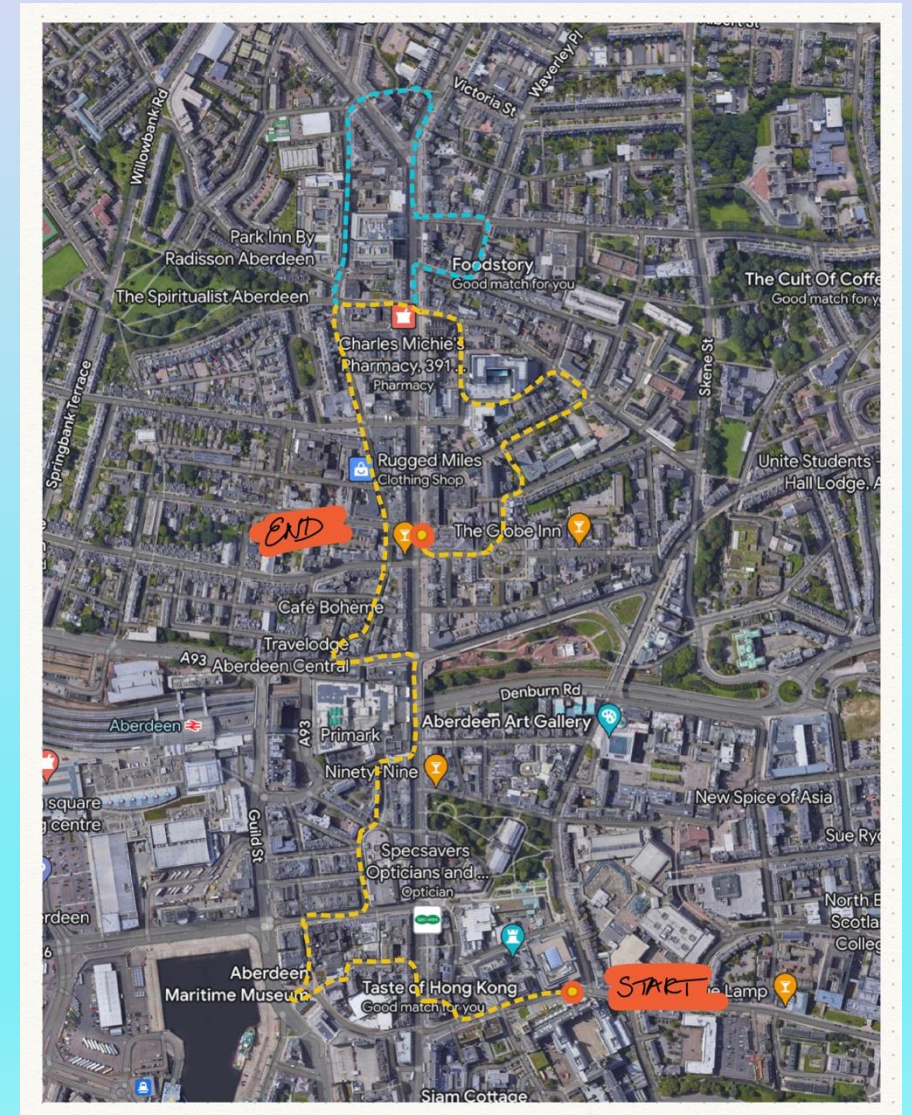 Victoria St
Waverley Pl
Willowbank Rd
Park Inn By
Radisson Aberdeen
Foodstory
Good match for you
The Spiritualist Aberdeen
The Cult Of Coffe
Good match for y
Charles Michie's
Pharmacy, 391...
Pharmacy
Skene St
Springbank Terrace
Rugged Miles
Clothing Shop
Unite Students -
Hall Lodge, A
END
The Globe Inn
Café Bohème
Travelodge
Aberdeen Central
A93
Denburn Rd
Aberdeen
A93
Primark
Aberdeen Art Gallery
Ninety-Nine
New Spice of Asia
square
g centre
Guild St
Sue Ry
Specsavers
Opticians and ...
Optician
erdeen
North E
Scotla
Colleg
Aberdeen
Maritime Museum
Taste of Hong Kong
Good match for you
START
e Lamp
Siam Cottage